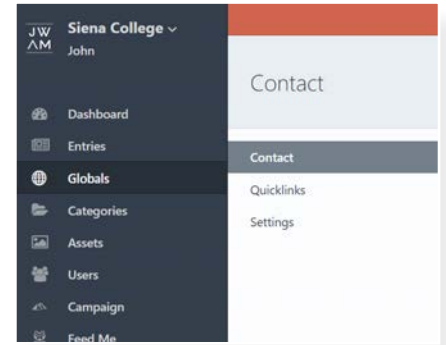 JW
AM
Siena College
John
Dashboard
Entries
Globals
Categories
Assets
Users
Campaign
Feed Me
Contact
Contact
Quicklinks
Settings